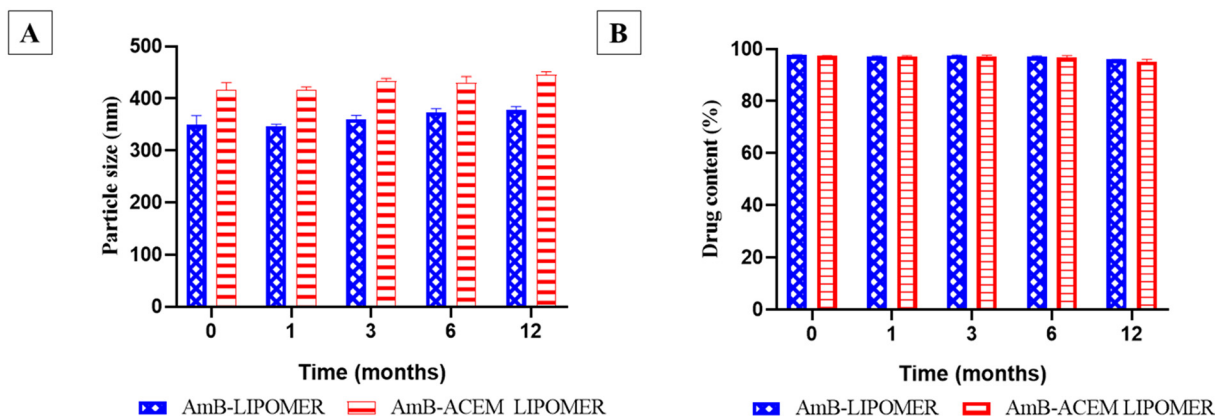 A
Particle size (nm)
500
400
300
200
100
0
0 1 3 6 12
Time (months)
AmB-LIPOMER AmB-ACEM LIPOMER
B
Drug content (%)
100
80
60
40
20
0
0 1 3 6 12
Time (months)
AmB-LIPOMER AmB-ACEM LIPOMER